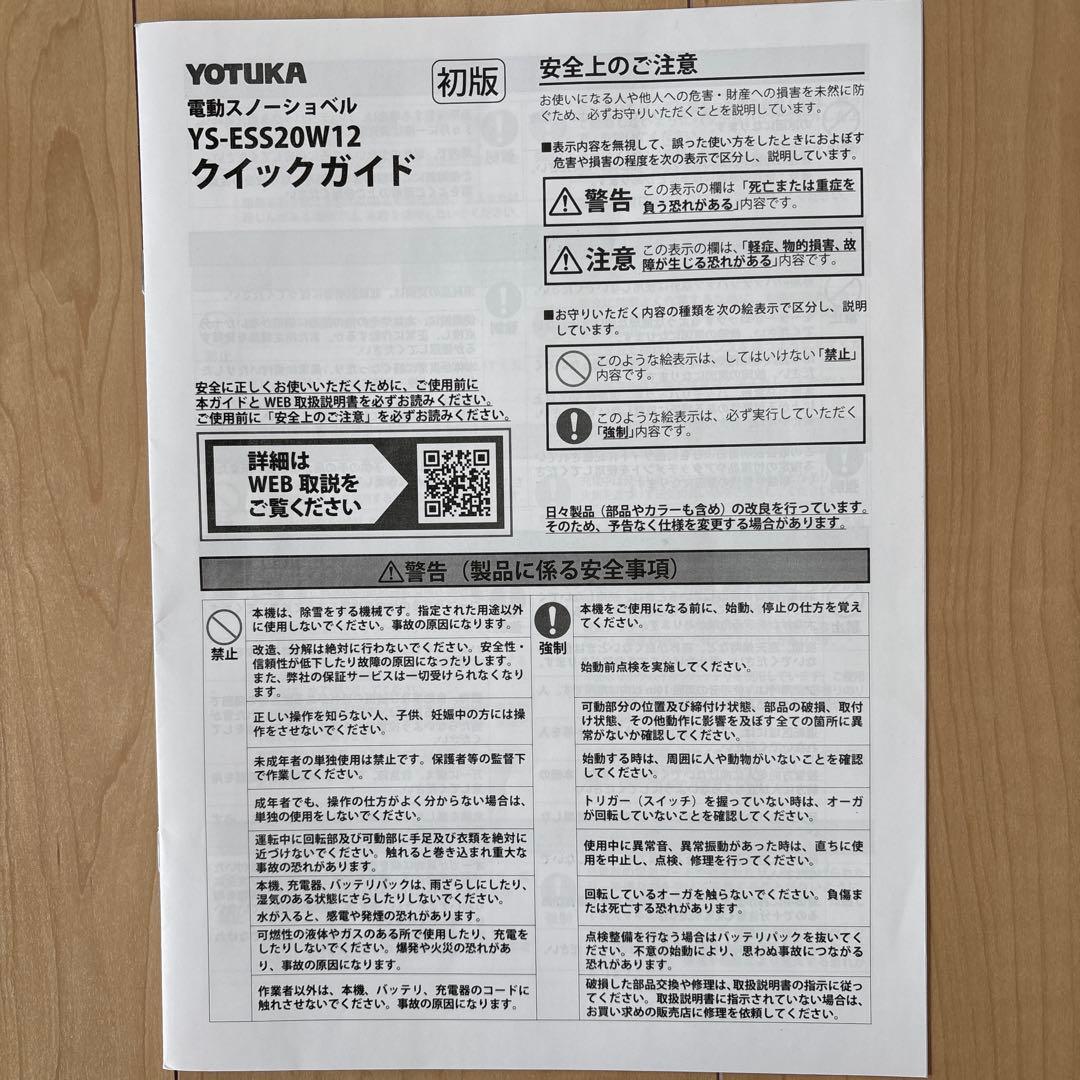 YOTUKA
初版
電動スノーショベル
YS-ESS20W12
クイックガイド
安全に正しくお使いいただくために、ご使用前に
本ガイドと WEB 取扱説明書を必ずお読みください。
ご使用前に「安全上のご注意」を必ずお読みください。
詳細は
WEB 取説を
ご覧ください
安全上のご注意
お使いになる人や他人への危害・財産への損害を未然に防
ぐため、必ずお守りいただくことを説明しています。
■表示内容を無視して、誤った使い方をしたときにおよぼす
危害や損害の程度を次の表示で区分し、説明しています。
⚠警告 この表示の欄は「死亡または重症を
負う恐れがある」内容です。
⚠注意 この表示の欄は、「軽症、物的損害、故
障が生じる恐れがある」内容です。
■お守りいただく内容の種類を次の絵表示で区分し、説明
しています。
このような絵表示は、してはいけない「禁止」
内容です。
このような絵表示は、必ず実行していただく
「強制」内容です。
日々製品（部品やカラーも含め）の改良を行っています。
そのため、予告なく仕様を変更する場合があります。
⚠警告（製品に係る安全事項）
禁止
本機は、除雪をする機械です。指定された用途以外
に使用しないでください。事故の原因になります。
改造、分解は絶対に行わないでください。安全性・
信頼性が低下したり故障の原因になったりします。
また、弊社の保証サービスは一切受けられなくなり
ます。
正しい操作を知らない人、子供、妊娠中の方には操
作をさせないでください。
未成年者の単独使用は禁止です。保護者等の監督下
で作業してください。
成年者でも、操作の仕方がよく分からない場合は、
単独の使用をしないでください。
運転中に回転部及び可動部に手足及び衣類を絶対に
近づけないでください。触れると巻き込まれ重大な
事故の恐れがあります。
本機、充電器、バッテリパックは、雨ざらしにしたり、
湿気のある状態にさらしたりしないでください。
水が入ると、感電や発煙の恐れがあります。
可燃性の液体やガスのある所で使用したり、充電を
したりしないでください。爆発や火災の恐れがあ
り、事故の原因になります。
作業者以外は、本機、バッテリ、充電器のコードに
触れさせないでください。事故の原因になります。
強制
本機をご使用になる前に、始動、停止の仕方を覚え
てください。
始動前点検を実施してください。
可動部分の位置及び締付け状態、部品の破損、取付
け状態、その他動作に影響を及ぼす全ての箇所に異
常がないか確認してください。
始動する時は、周囲に人や動物がいないことを確認
してください。
トリガー（スイッチ）を握っていない時は、オーガ
が回転していないことを確認してください。
使用中に異常音、異常振動があった時は、直ちに使
用を中止し、点検、修理を行ってください。
回転しているオーガを触らないでください。負傷ま
たは死亡する恐れがあります。
点検整備を行なう場合はバッテリパックを抜いてく
ださい。不意の始動により、思わぬ事故につながる
恐れがあります。
破損した部品交換や修理は、取扱説明書の指示に従っ
てください。取扱説明書に指示されていない場合は、
お買い求めの販売店に修理を依頼してください。